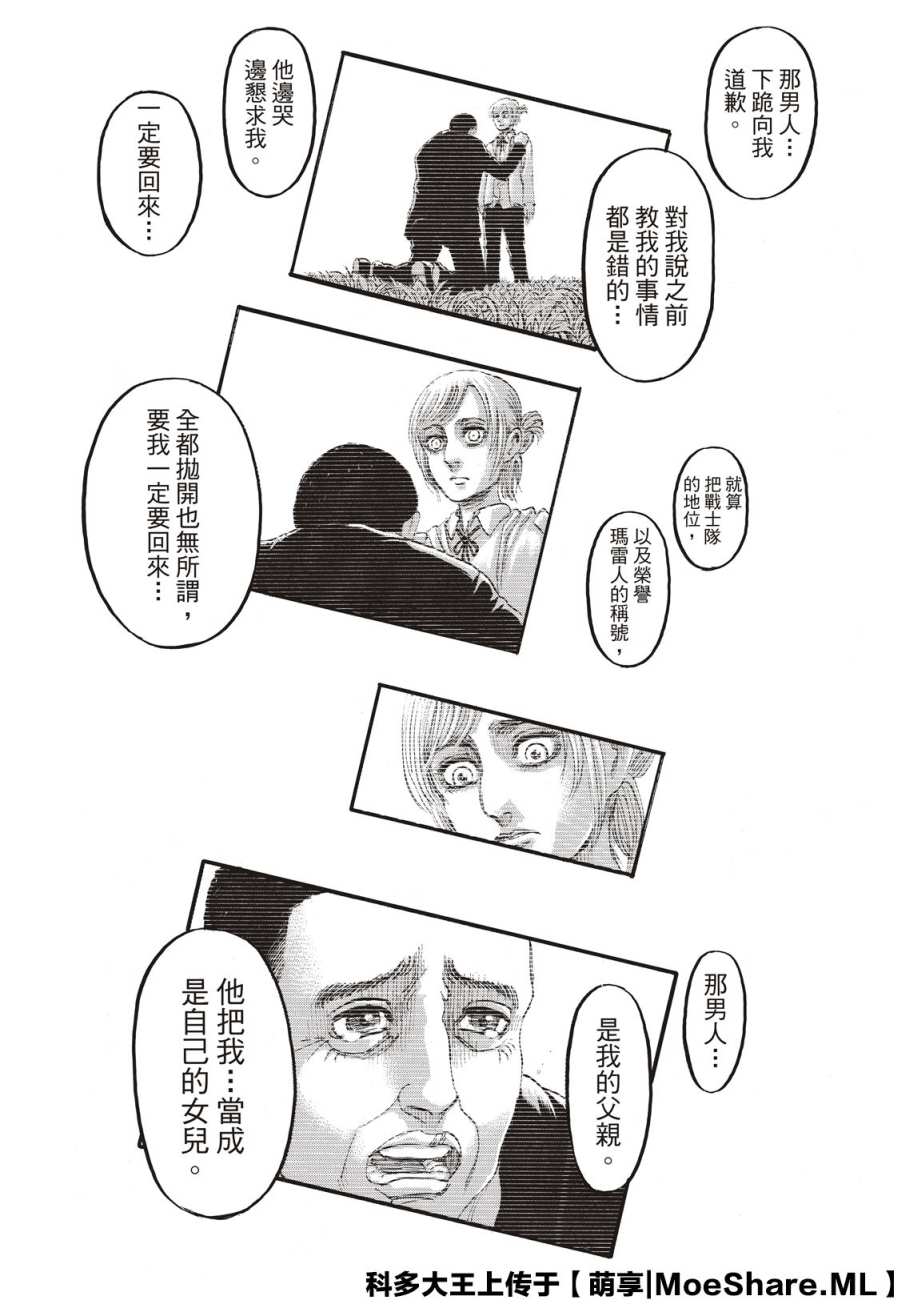 那男人…
下跪向我
道歉。
對我說之前
教我的事情
都是錯的…
他邊哭
邊懇求我。
一定要回來…
就算
把戰士隊
的地位，
以及榮譽
瑪雷人的稱號，
全都拋開也無所謂，
要我一定要回來…
那男人…
是我的父親。
他把我…當成
是自己的女兒。
科多大王上传于【萌享|MoeShare.ML】